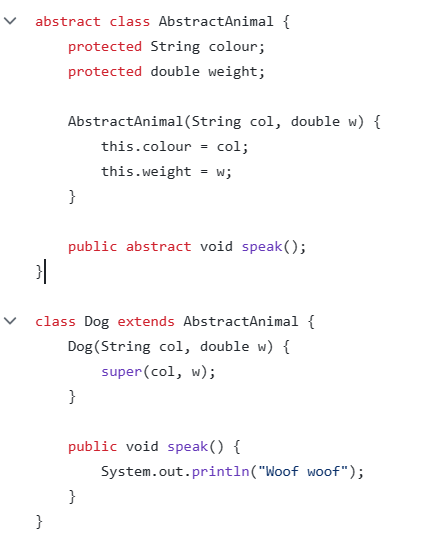 abstract class AbstractAnimal {
    protected String colour;
    protected double weight;

    AbstractAnimal(String col, double w) {
        this.colour = col;
        this.weight = w;
    }

    public abstract void speak();
}

class Dog extends AbstractAnimal {
    Dog(String col, double w) {
        super(col, w);
    }

    public void speak() {
        System.out.println("Woof woof");
    }
}